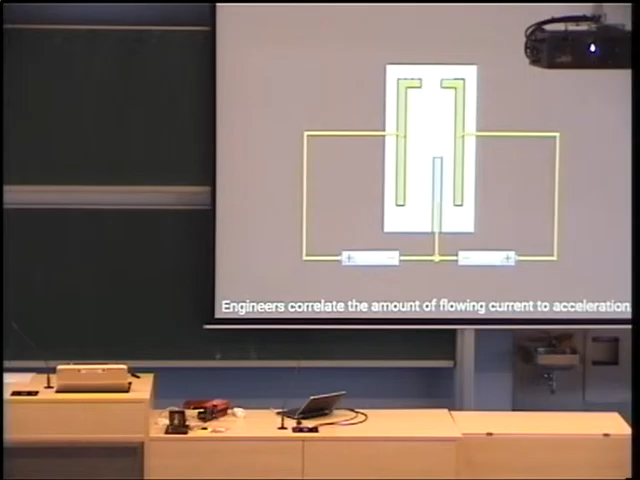 Engineers correlate the amount of flowing current to acceleration.